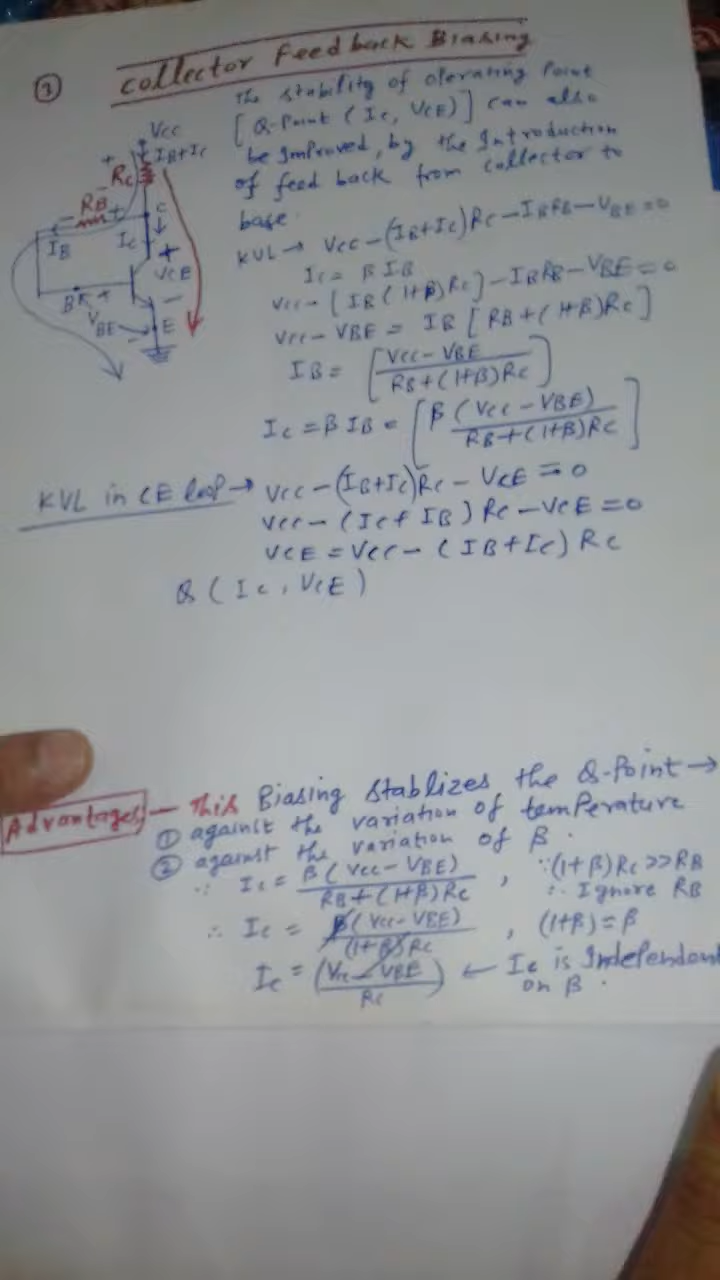 ③ Collector Feedback Biasing
The stability of operating Point
[Q-Point (Ic, VCE)] can also
be Improved, by the Introduction
of feed back from collector to
base.
Vcc
+ IB+Ic
RC
RB
- +
C
IB
Ic
+
VCE
B + -
VBE
E
-
KVL → Vcc - (IB+Ic)Rc - IBRB - VBE = 0
Ic = β IB
Vcc - [IB(1+β)Rc] - IBRB - VBE = 0
Vcc - VBE = IB [RB + (1+β)Rc]
IB = [Vcc - VBE / RB + (1+β)Rc]
Ic = β IB = [β (Vcc - VBE) / RB + (1+β)Rc]
KVL in CE loop → Vcc - (IB+Ic)Rc - VCE = 0
Vcc - (Ic + IB) Rc - VCE = 0
VCE = Vcc - (IB+Ic) Rc
Q (Ic, VCE)
Advantages - This Biasing Stablizes the Q-Point →
① against the variation of temperature
② against the variation of β.
∵ Ic = β(Vcc - VBE) / RB + (1+β)Rc , ∵ (1+β)Rc >> RB
∴ Ignore RB
∴ Ic = β(Vcc - VBE) / (1+β)Rc , (1+β) = β
Ic = (Vcc - VBE / Rc) ← Ic is Independent
on β.